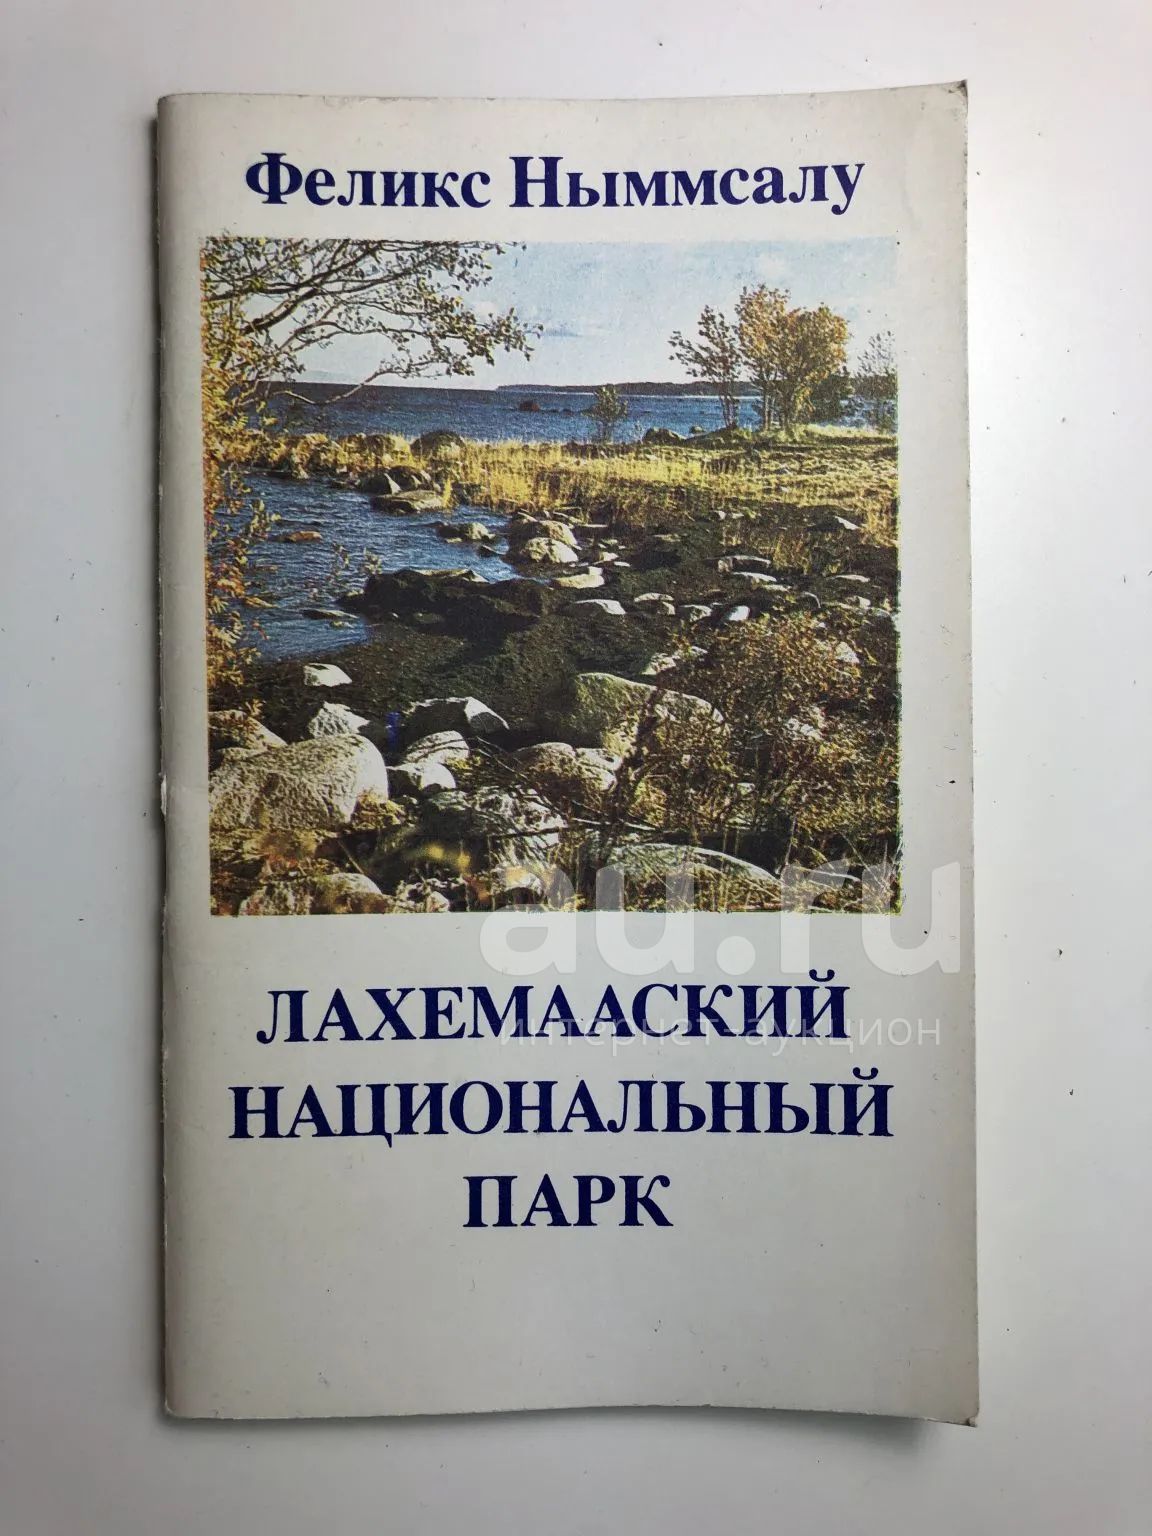 Феликс Ныммсалу
au.ru
интернет-аукцион
ЛАХЕМААСКИЙ
НАЦИОНАЛЬНЫЙ
ПАРК